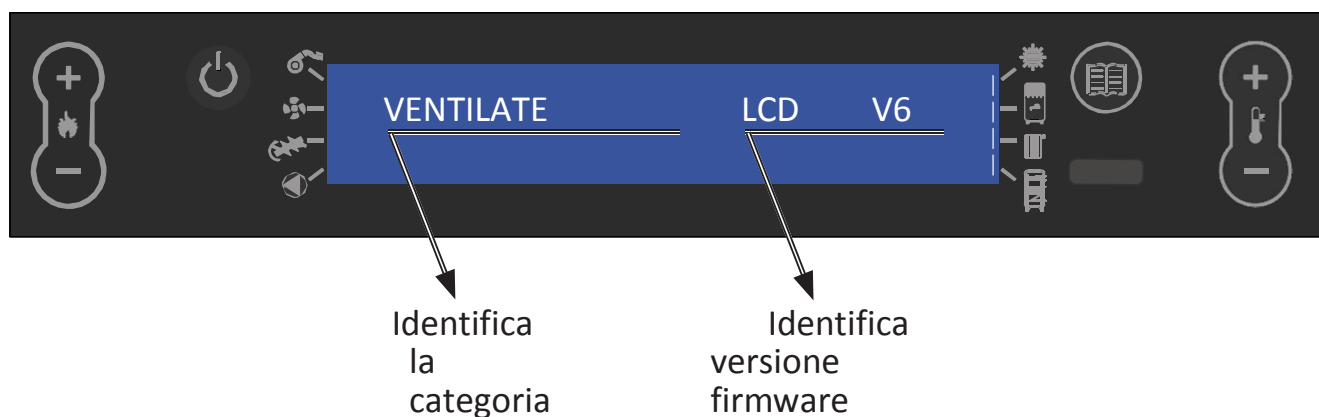 VENTILATE LCD V6
Identifica
la
categoria
Identifica
versione
firmware